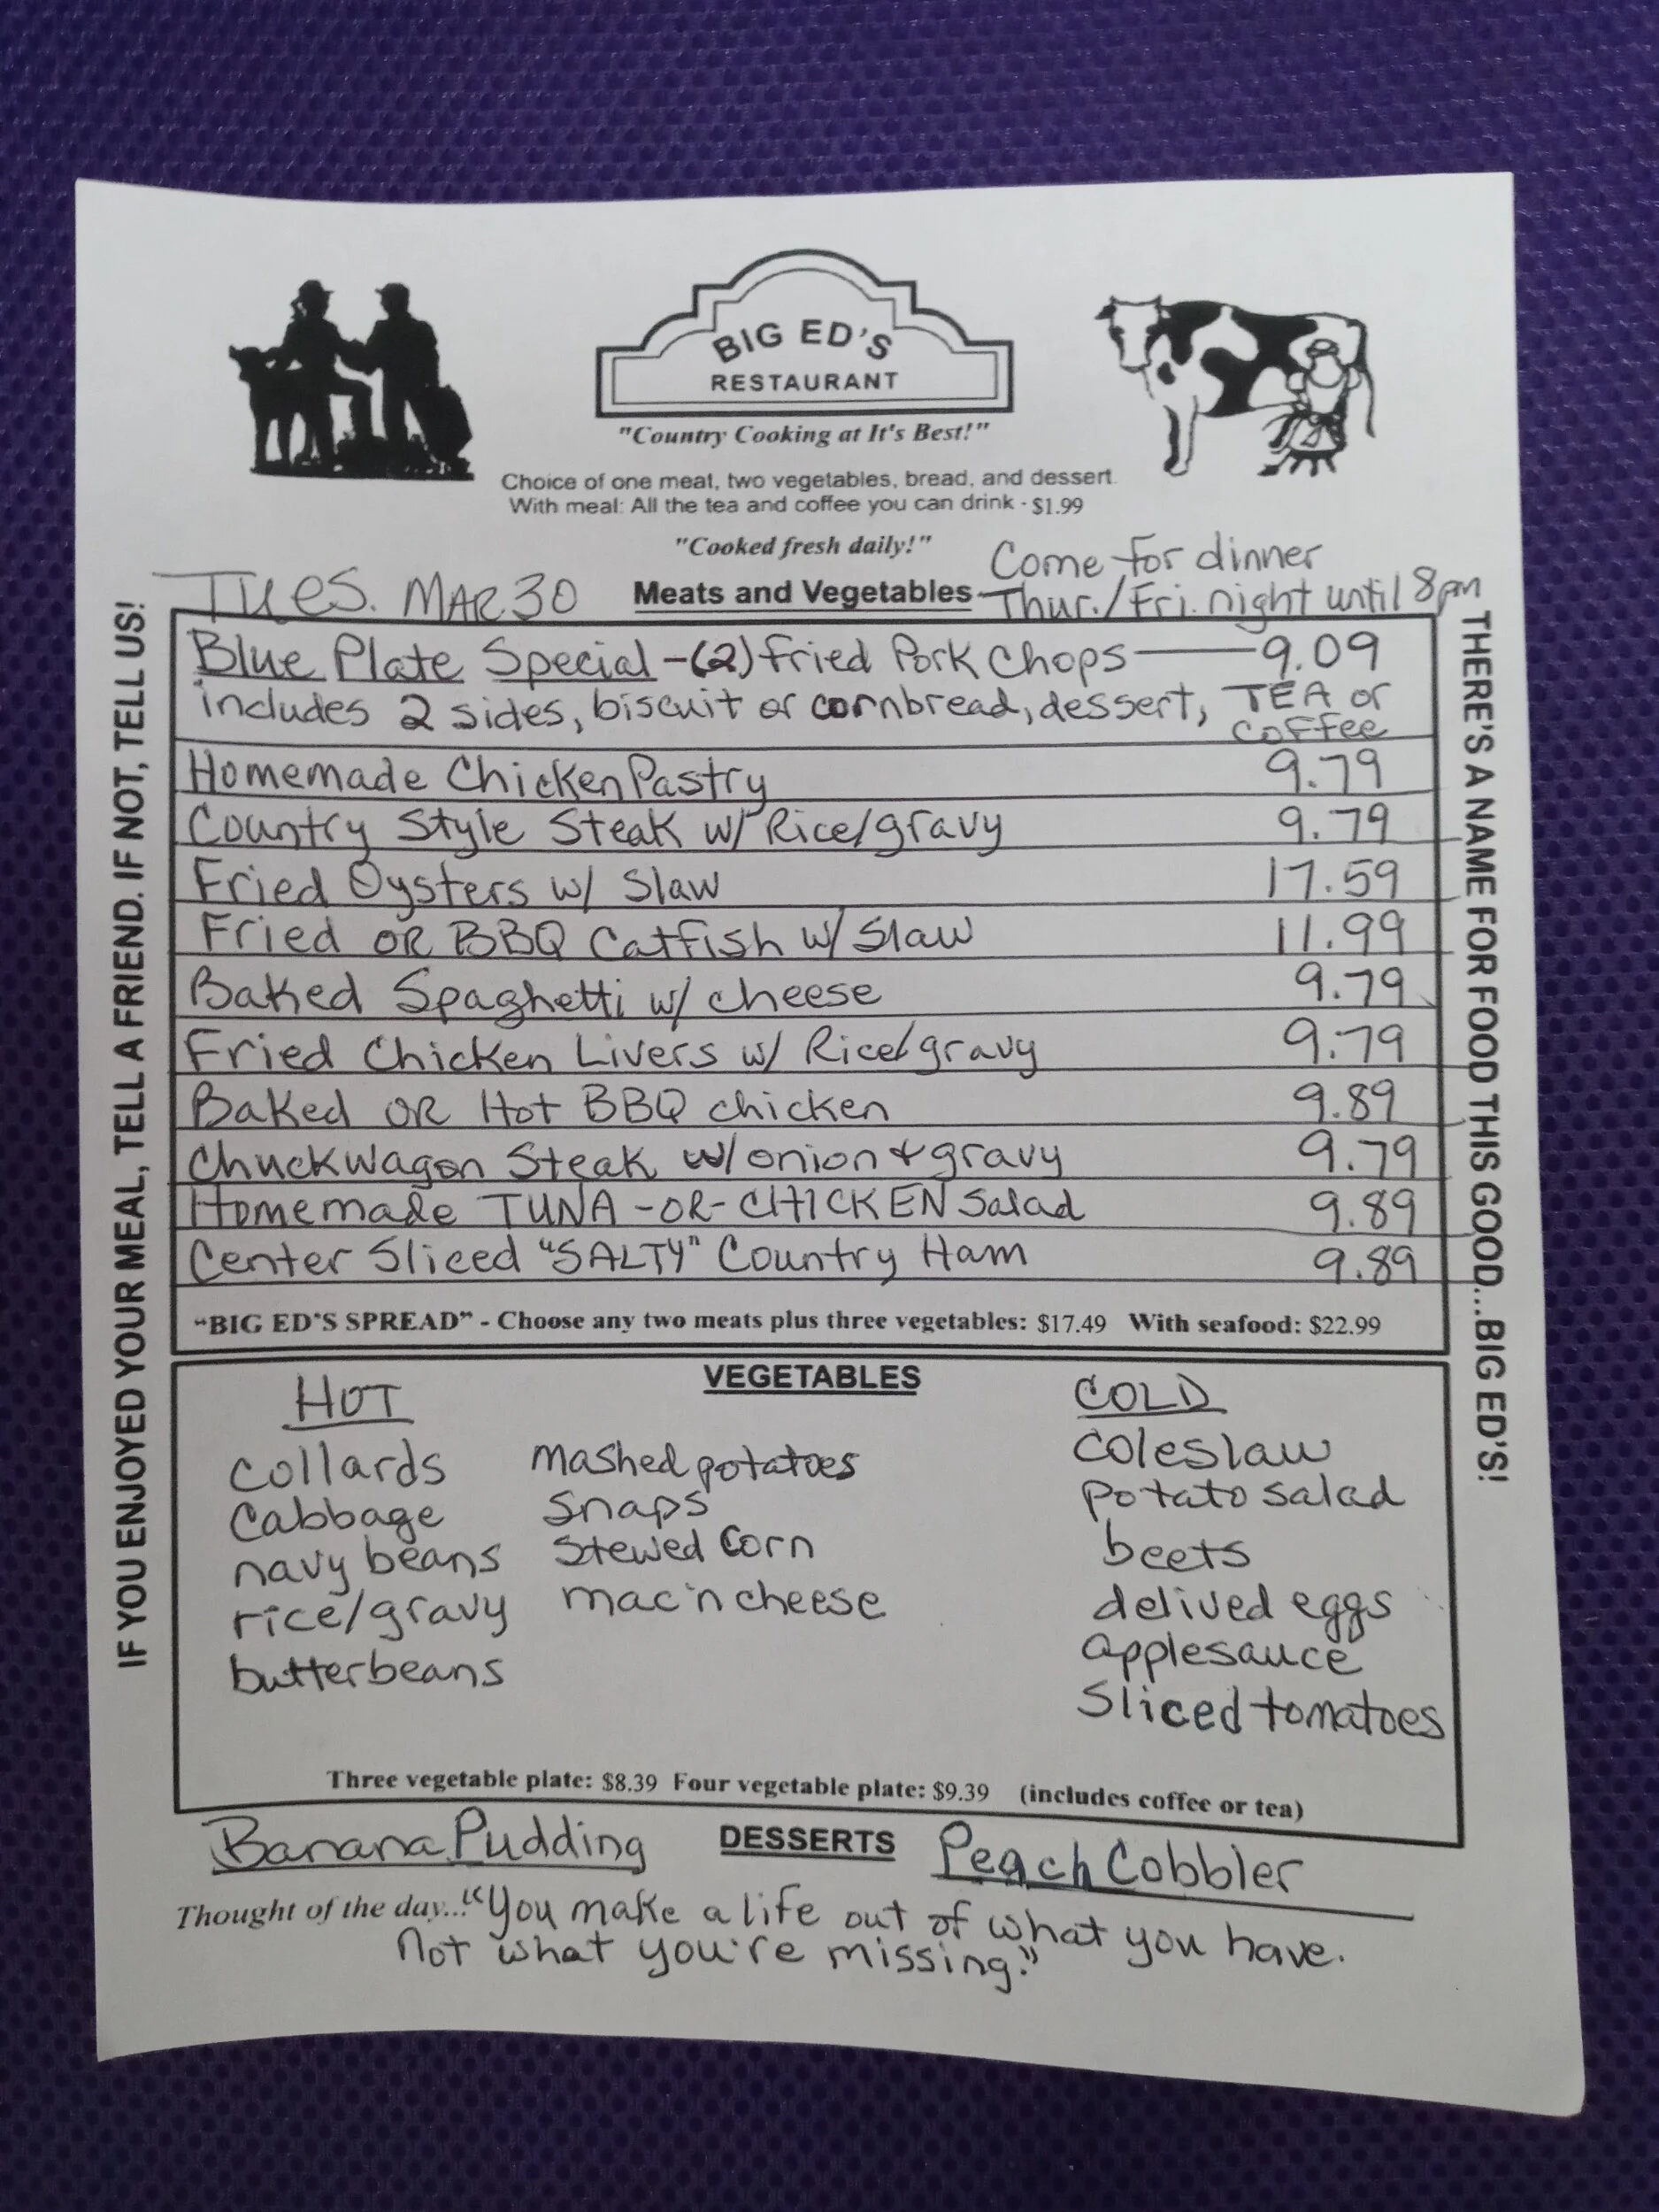 BIG ED'S
RESTAURANT
"Country Cooking at It's Best!"
Choice of one meat, two vegetables, bread, and dessert.
With meal: All the tea and coffee you can drink - $1.99
"Cooked fresh daily!"
Come for dinner
Thur./Fri. night until 8pm
TUES. MAR 30
Meats and Vegetables
Blue Plate Special - (2) fried Pork Chops — 9.09
includes 2 sides, biscuit or cornbread, dessert, TEA or
coffee
Homemade Chicken Pastry 9.79
Country Style Steak w/ Rice/gravy 9.79
Fried Oysters w/ Slaw 17.59
Fried OR BBQ Catfish w/ Slaw 11.99
Baked Spaghetti w/ cheese 9.79
Fried Chicken Livers w/ Rice/gravy 9.79
Baked OR Hot BBQ chicken 9.89
Chuckwagon Steak w/onion & gravy 9.79
Homemade TUNA -OR- CHICKEN Salad 9.89
Center Sliced "SALTY" Country Ham 9.89
"BIG ED'S SPREAD" - Choose any two meats plus three vegetables: $17.49 With seafood: $22.99
VEGETABLES
HOT
collards
cabbage
navy beans
rice/gravy
butterbeans
mashed potatoes
snaps
stewed corn
mac 'n cheese
COLD
coleslaw
potato salad
beets
delived eggs
applesauce
sliced tomatoes
Three vegetable plate: $8.39 Four vegetable plate: $9.39 (includes coffee or tea)
Banana Pudding DESSERTS Peach Cobbler
Thought of the day... "You make a life out of what you have.
Not what you're missing."
IF YOU ENJOYED YOUR MEAL, TELL A FRIEND. IF NOT, TELL US!
THERE'S A NAME FOR FOOD THIS GOOD...BIG ED'S!